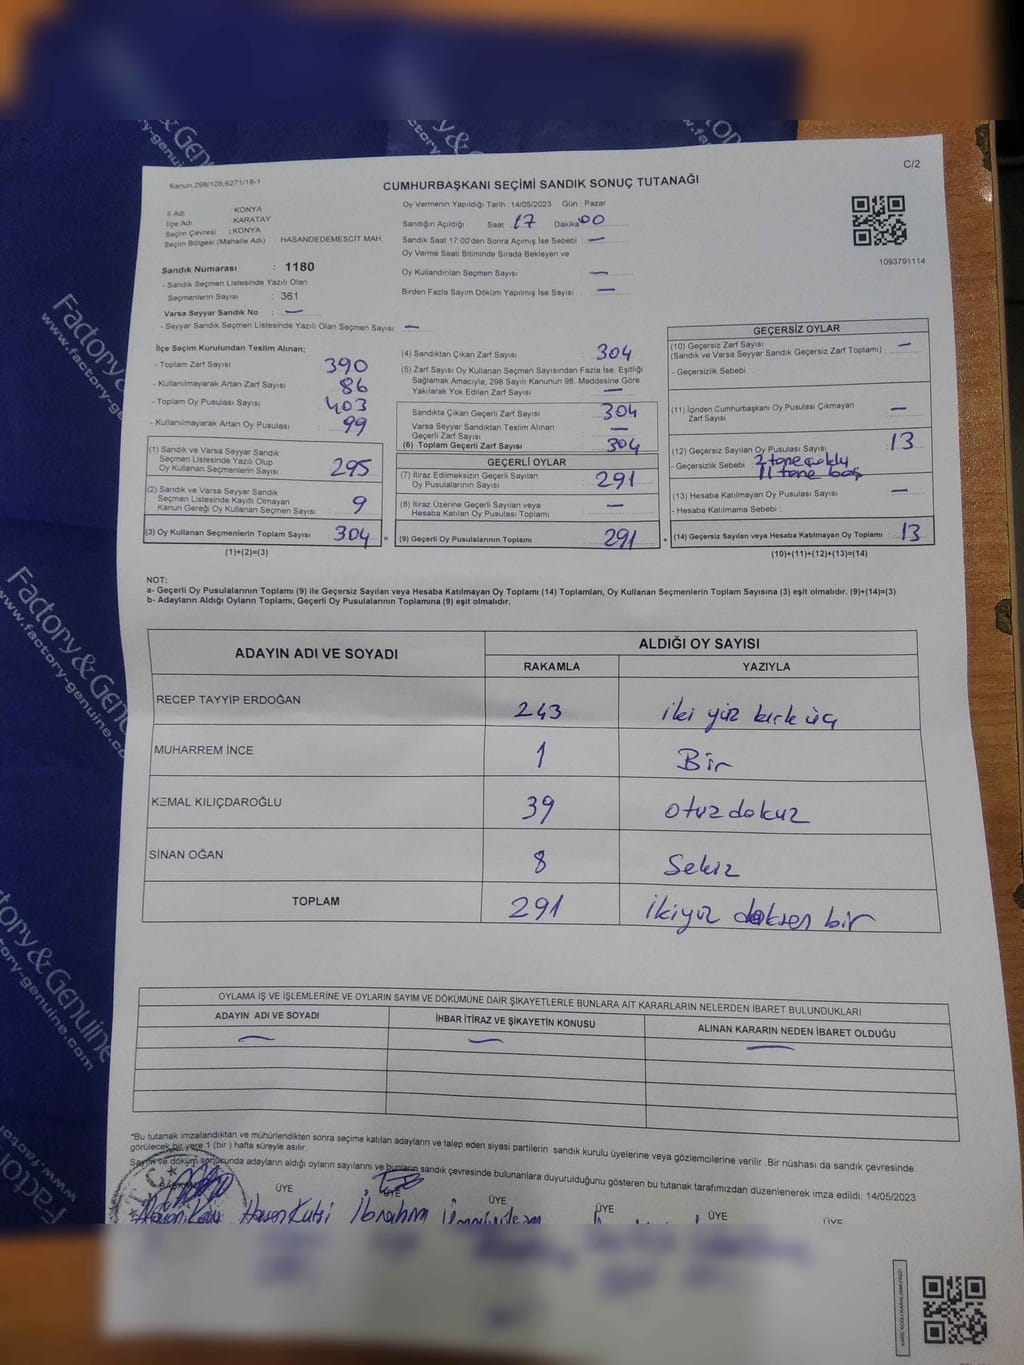 Factory & Genuine
www.factory-genuine.com
C/2
Kanun:298/105;6271/18-1
CUMHURBAŞKANI SEÇİMİ SANDIK SONUÇ TUTANAĞI
İl Adı : KONYA
İlçe Adı : KARATAY
Seçim Çevresi : KONYA
Seçim Bölgesi (Mahalle Adı) : HASANDEDEMESCİT MAH.
Sandık Numarası : 1180
- Sandık Seçmen Listesinde Yazılı Olan
Seçmenlerin Sayısı : 361
Varsa Seyyar Sandık No : —
- Seyyar Sandık Seçmen Listesinde Yazılı Olan Seçmen Sayısı: —
Oy Vermenin Yapıldığı Tarih : 14/05/2023 Gün : Pazar
Sandığın Açıldığı Saat 17 Dakika 00
Sandık Saat 17:00'den Sonra Açımış İse Sebebi : —
Oy Verme Saati Bitiminde Sırada Bekleyen ve
Oy Kullandırılan Seçmen Sayısı : —
Birden Fazla Sayım Döküm Yapılmış İse Sayısı : —
1093791114
İlçe Seçim Kurulundan Teslim Alınan;
- Toplam Zarf Sayısı : 390
- Kullanılmayarak Artan Zarf Sayısı : 86
- Toplam Oy Pusulası Sayısı : 403
- Kullanılmayarak Artan Oy Pusulası : 99
(1) Sandık ve Varsa Seyyar Sandık
Seçmen Listesinde Yazılı Olup
Oy Kullanan Seçmenlerin Sayısı : 295
(2) Sandık ve Varsa Seyyar Sandık
Seçmen Listesinde Kayıtlı Olmayan
Kanun Gereği Oy Kullanan Seçmen Sayısı : 9
(3) Oy Kullanan Seçmenlerin Toplam Sayısı : 304 =
(1)+(2)=(3)
(4) Sandıktan Çıkan Zarf Sayısı : 304
(5) Zarf Sayısı Oy Kullanan Seçmen Sayısından Fazla İse, Eşitliği
Sağlamak Amacıyla, 298 Sayılı Kanunun 98. Maddesine Göre
Yakılarak Yok Edilen Zarf Sayısı : —
Sandıkta Çıkan Geçerli Zarf Sayısı : 304
Varsa Seyyar Sandıktan Teslim Alınan
Geçerli Zarf Sayısı : —
(6) Toplam Geçerli Zarf Sayısı : 304
GEÇERLİ OYLAR
(7) İtiraz Edilmeksizin Geçerli Sayılan
Oy Pusulalarının Sayısı : 291
(8) İtiraz Üzerine Geçerli Sayılan veya
Hesaba Katılan Oy Pusulası Toplamı : —
(9) Geçerli Oy Pusulalarının Toplamı : 291 +
GEÇERSİZ OYLAR
(10) Geçersiz Zarf Sayısı
(Sandık ve Varsa Seyyar Sandık Geçersiz Zarf Toplamı) : —
- Geçersizlik Sebebi :
(11) İçinden Cumhurbaşkanı Oy Pusulası Çıkmayan
Zarf Sayısı : —
(12) Geçersiz Sayılan Oy Pusulası Sayısı : 13
- Geçersizlik Sebebi : 2 tane
11 tane boş
(13) Hesaba Katılmayan Oy Pusulası Sayısı : —
- Hesaba Katılmama Sebebi :
(14) Geçersiz Sayılan veya Hesaba Katılmayan Oy Toplamı : 13
(10)+(11)+(12)+(13)=(14)
NOT:
a- Geçerli Oy Pusulalarının Toplamı (9) ile Geçersiz Sayılan veya Hesaba Katılmayan Oy Toplamı (14) Toplamları, Oy Kullanan Seçmenlerin Toplam Sayısına (3) eşit olmalıdır. (9)+(14)=(3)
b- Adayların Aldığı Oyların Toplamı, Geçerli Oy Pusulalarının Toplamına (9) eşit olmalıdır.
ADAYIN ADI VE SOYADI ALDIĞI OY SAYISI
RAKAMLA YAZIYLA
RECEP TAYYİP ERDOĞAN 243 iki yüz kırk üç
MUHARREM İNCE 1 Bir
KEMAL KILIÇDAROĞLU 39 otuz dokuz
SİNAN OĞAN 8 Sekiz
TOPLAM 291 İkiyüz doksen bir
OYLAMA İŞ VE İŞLEMLERİNE VE OYLARIN SAYIM VE DÖKÜMÜNE DAİR ŞİKAYETLERLE BUNLARA AİT KARARLARIN NELERDEN İBARET BULUNDUKLARI
ADAYIN ADI VE SOYADI İHBAR İTİRAZ VE ŞİKAYETİN KONUSU ALINAN KARARIN NEDEN İBARET OLDUĞU
— — —
*Bu tutanak imzalandıktan ve mühürlendikten sonra seçime katılan adayların ve talep eden siyasi partilerin sandık kurulu üyelerine veya gözlemcilerine verilir .Bir nüshası da sandık çevresinde
görülecek bir yere 1 (bir ) hafta süreyle asılır.
Sayım ve döküm sonucunda adayların aldığı oyların sayılarını ve bunların sandık çevresinde bulunanlara duyurulduğunu gösteren bu tutanak tarafımızdan düzenlenerek imza edildi. 14/05/2023
BAŞKAN ÜYE ÜYE ÜYE ÜYE ÜYE ÜYE
Hasan Kutsi İbrahim